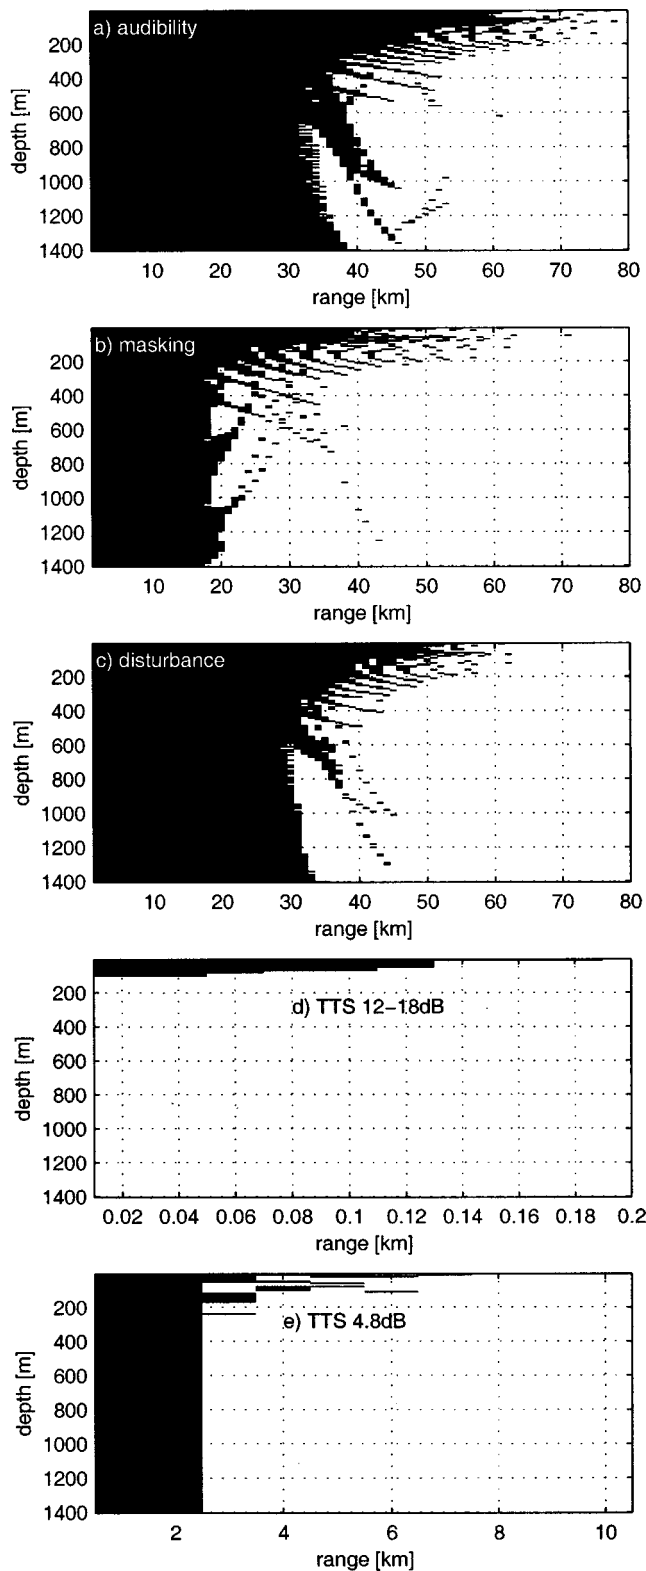 a) audibility
depth [m]
200
400
600
800
1000
1200
1400
10 20 30 40 50 60 70 80
range [km]
b) masking
depth [m]
200
400
600
800
1000
1200
1400
10 20 30 40 50 60 70 80
range [km]
c) disturbance
depth [m]
200
400
600
800
1000
1200
1400
10 20 30 40 50 60 70 80
range [km]
d) TTS 12–18dB
depth [m]
200
400
600
800
1000
1200
1400
0.02 0.04 0.06 0.08 0.1 0.12 0.14 0.16 0.18 0.2
range [km]
e) TTS 4.8dB
depth [m]
200
400
600
800
1000
1200
1400
2 4 6 8 10
range [km]